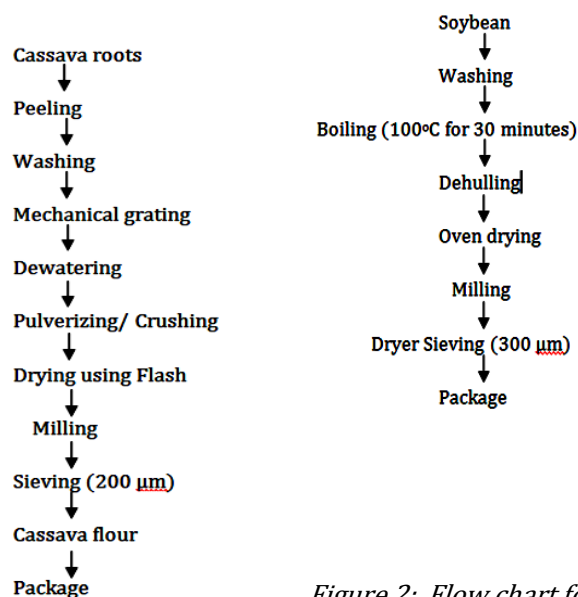 Cassava roots
Peeling
Washing
Mechanical grating
Dewatering
Pulverizing/ Crushing
Drying using Flash
Milling
Sieving (200 µm)
Cassava flour
Package
Soybean
Washing
Boiling (100ºC for 30 minutes)
Dehulling
Oven drying
Milling
Dryer Sieving (300 µm)
Package
Figure 2: Flow chart fo